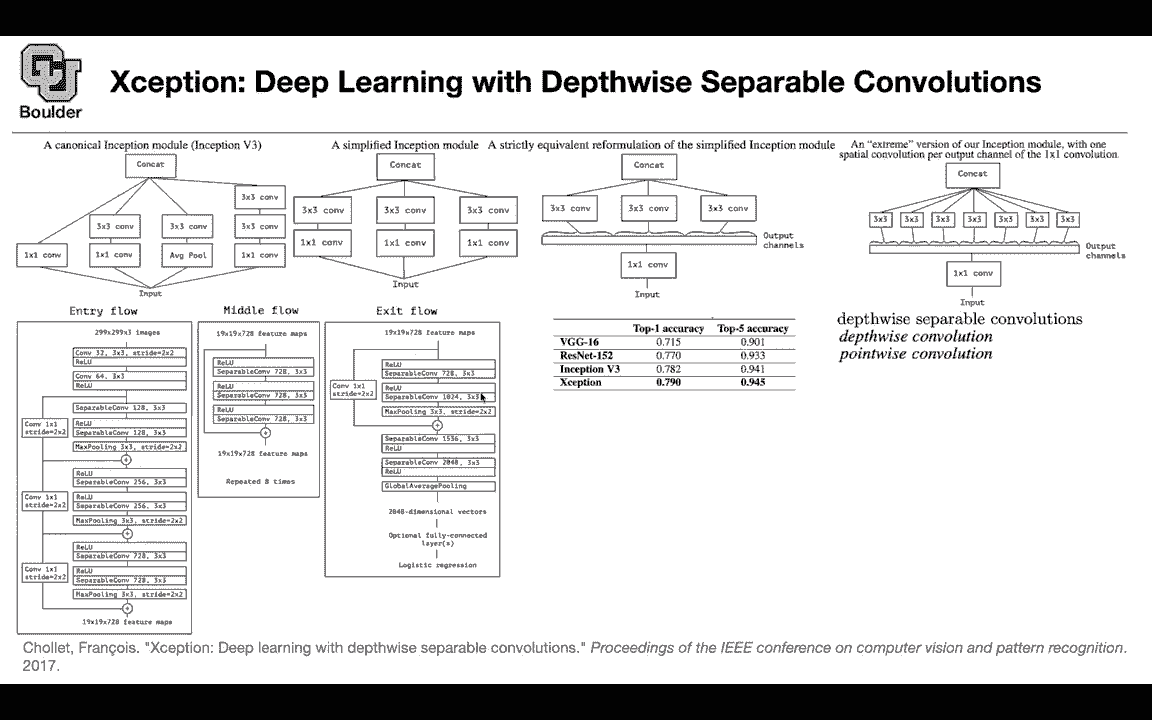 Boulder
Xception: Deep Learning with Depthwise Separable Convolutions
A canonical Inception module (Inception V3)
Concat
3x3 conv
3x3 conv
3x3 conv
3x3 conv
1x1 conv
1x1 conv
Avg Pool
1x1 conv
Input
A simplified Inception module
Concat
3x3 conv
3x3 conv
3x3 conv
1x1 conv
1x1 conv
1x1 conv
Input
A strictly equivalent reformulation of the simplified Inception module
Concat
3x3 conv
3x3 conv
3x3 conv
Output
channels
1x1 conv
Input
An "extreme" version of our Inception module, with one
spatial convolution per output channel of the 1x1 convolution.
Concat
3x3
3x3
3x3
3x3
3x3
3x3
3x3
Output
channels
1x1 conv
Input
Entry flow
299x299x3 images
Conv 32, 3x3, stride=2x2
ReLU
Conv 64, 3x3
ReLU
SeparableConv 128, 3x3
Conv 1x1
stride=2x2
ReLU
SeparableConv 128, 3x3
MaxPooling 3x3, stride=2x2
+
ReLU
SeparableConv 256, 3x3
Conv 1x1
stride=2x2
ReLU
SeparableConv 256, 3x3
MaxPooling 3x3, stride=2x2
+
ReLU
SeparableConv 728, 3x3
Conv 1x1
stride=2x2
ReLU
SeparableConv 728, 3x3
MaxPooling 3x3, stride=2x2
+
19x19x728 feature maps
Middle flow
19x19x728 feature maps
ReLU
SeparableConv 728, 3x3
ReLU
SeparableConv 728, 3x3
ReLU
SeparableConv 728, 3x3
+
19x19x728 feature maps
Repeated 8 times
Exit flow
19x19x728 feature maps
ReLU
SeparableConv 728, 3x3
Conv 1x1
stride=2x2
ReLU
SeparableConv 1024, 3x3
MaxPooling 3x3, stride=2x2
+
SeparableConv 1536, 3x3
ReLU
SeparableConv 2048, 3x3
ReLU
GlobalAveragePooling
2048-dimensional vectors
Optional fully-connected
layer(s)
Logistic regression
Top-1 accuracy Top-5 accuracy
VGG-16 0.715 0.901
ResNet-152 0.770 0.933
Inception V3 0.782 0.941
Xception 0.790 0.945
depthwise separable convolutions
depthwise convolution
pointwise convolution
Chollet, François. "Xception: Deep learning with depthwise separable convolutions." Proceedings of the IEEE conference on computer vision and pattern recognition.
2017.